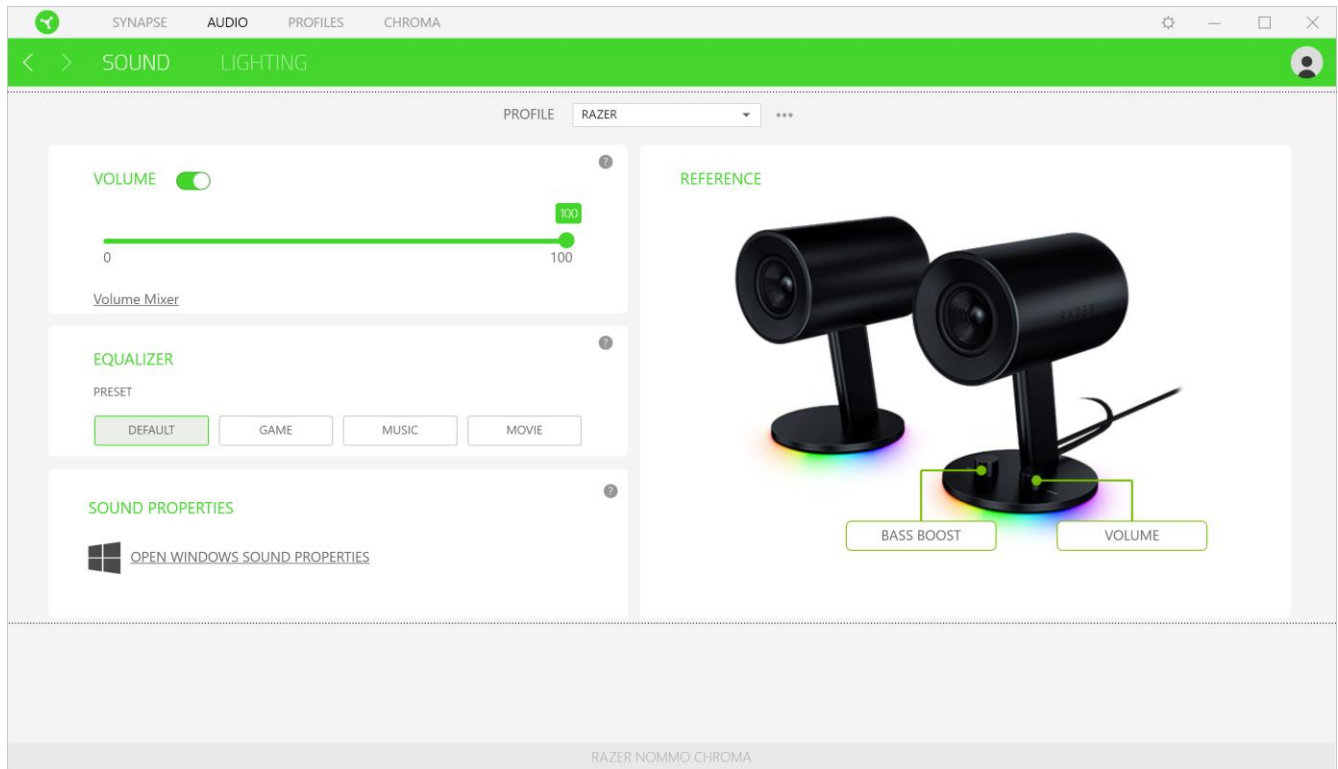 SYNAPSE AUDIO PROFILES CHROMA
SOUND LIGHTING
PROFILE RAZER
VOLUME
100
0 100
Volume Mixer
EQUALIZER
PRESET
DEFAULT GAME MUSIC MOVIE
SOUND PROPERTIES
OPEN WINDOWS SOUND PROPERTIES
REFERENCE
RAZER
BASS BOOST VOLUME
RAZER NOMMO CHROMA